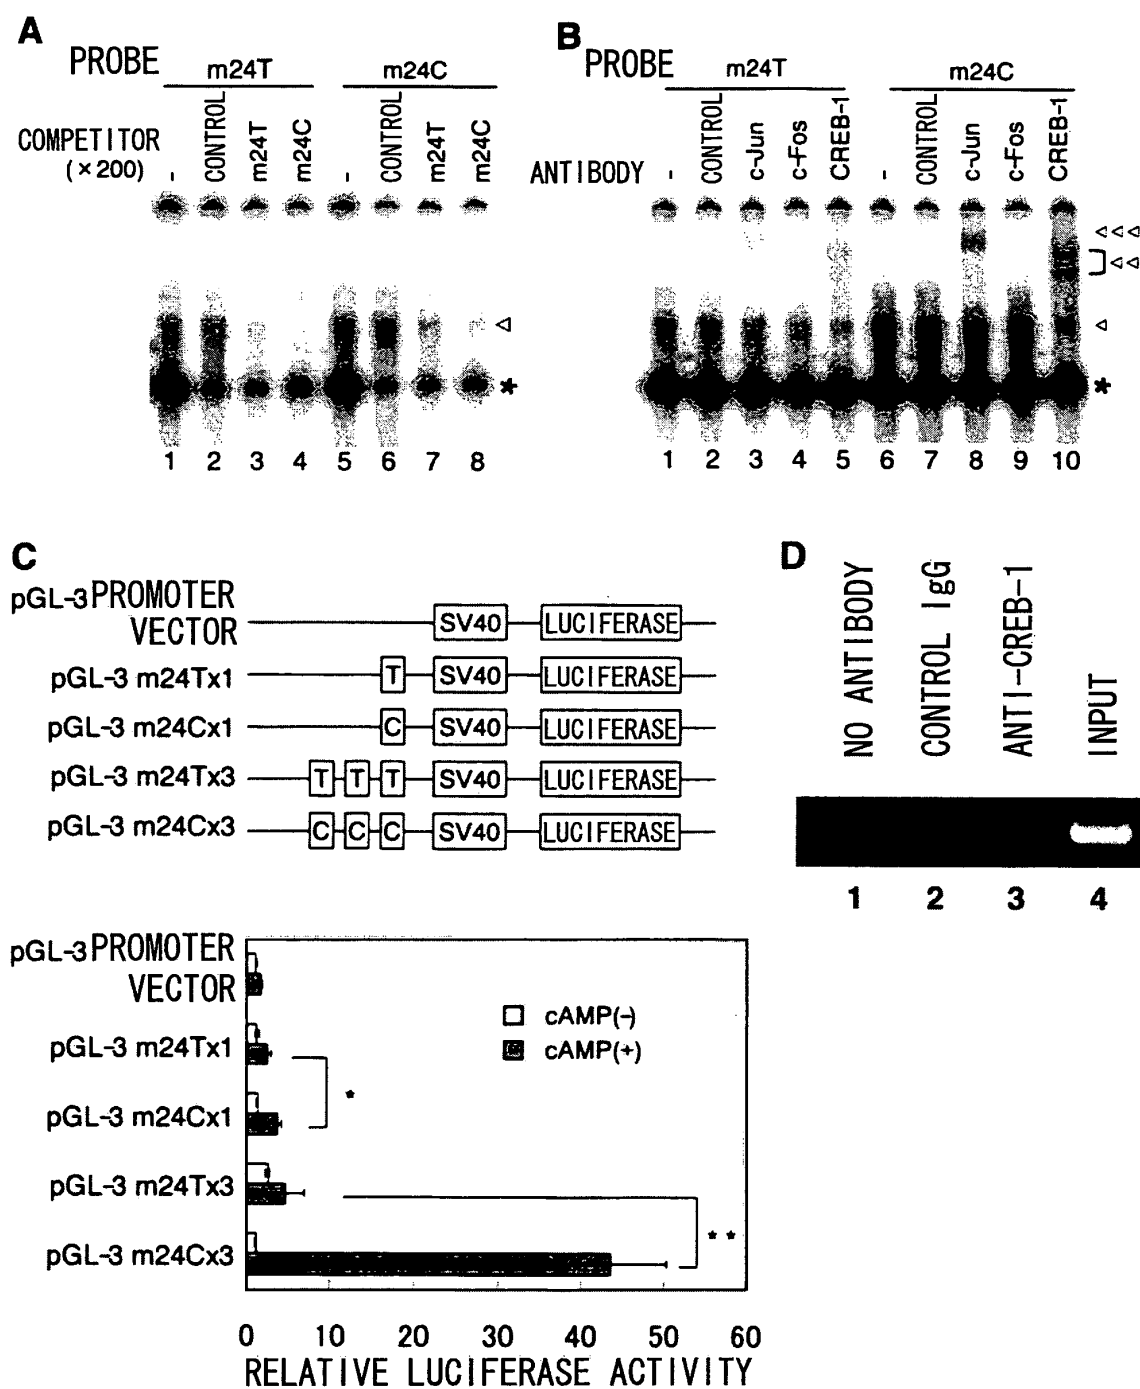 A
PROBE
m24T
m24C
COMPETITOR
(×200)
-
CONTROL
m24T
m24C
-
CONTROL
m24T
m24C
*
1 2 3 4 5 6 7 8
B
PROBE
m24T
m24C
ANTIBODY
-
CONTROL
c-Jun
c-Fos
CREB-1
-
CONTROL
c-Jun
c-Fos
CREB-1
*
1 2 3 4 5 6 7 8 9 10
C
pGL-3 PROMOTER
VECTOR
SV40 LUCIFERASE
pGL-3 m24Tx1
T SV40 LUCIFERASE
pGL-3 m24Cx1
C SV40 LUCIFERASE
pGL-3 m24Tx3
T T T SV40 LUCIFERASE
pGL-3 m24Cx3
C C C SV40 LUCIFERASE
D
NO ANTIBODY
CONTROL IgG
ANTI-CREB-1
INPUT
1 2 3 4
pGL-3 PROMOTER
VECTOR
pGL-3 m24Tx1
pGL-3 m24Cx1
pGL-3 m24Tx3
pGL-3 m24Cx3
cAMP(-)
cAMP(+)
*
* *
0 10 20 30 40 50 60
RELATIVE LUCIFERASE ACTIVITY